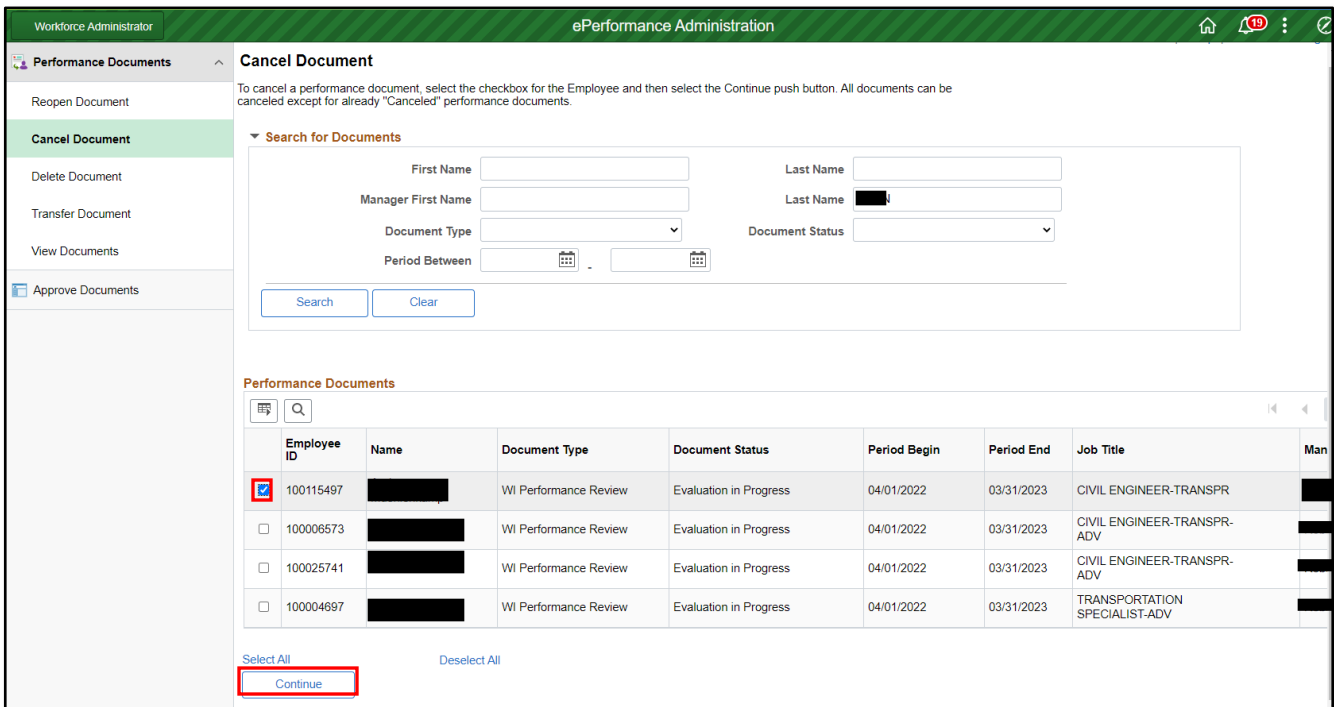 Workforce Administrator
ePerformance Administration
19
Performance Documents
Reopen Document
Cancel Document
Delete Document
Transfer Document
View Documents
Approve Documents
Cancel Document
To cancel a performance document, select the checkbox for the Employee and then select the Continue push button. All documents can be
canceled except for already "Canceled" performance documents.
Search for Documents
First Name
Last Name
Manager First Name
Last Name
Document Type
Document Status
Period Between
-
Search
Clear
Performance Documents
Employee ID Name Document Type Document Status Period Begin Period End Job Title Man
100115497 WI Performance Review Evaluation in Progress 04/01/2022 03/31/2023 CIVIL ENGINEER-TRANSPR
100006573 WI Performance Review Evaluation in Progress 04/01/2022 03/31/2023 CIVIL ENGINEER-TRANSPR-
ADV
100025741 WI Performance Review Evaluation in Progress 04/01/2022 03/31/2023 CIVIL ENGINEER-TRANSPR-
ADV
100004697 WI Performance Review Evaluation in Progress 04/01/2022 03/31/2023 TRANSPORTATION
SPECIALIST-ADV
Select All
Deselect All
Continue